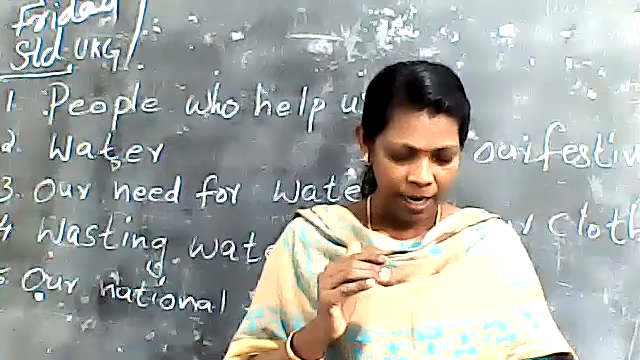 Friday
Std UKG
1. People who help u
2. Water
3. Our need for Wate
4 Wasting wat
5. Our national
our festiv
r cloth